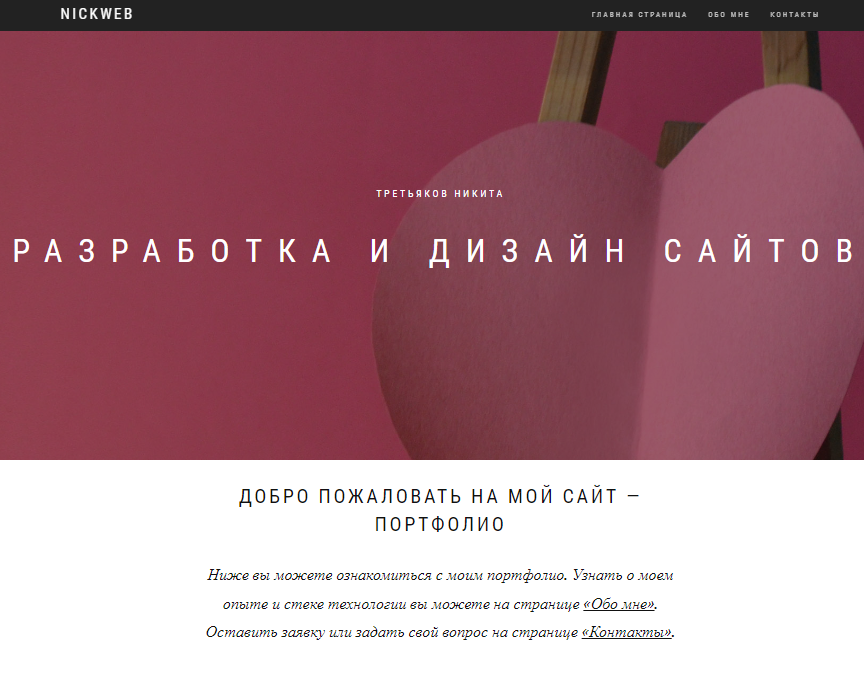 NICKWEB
ГЛАВНАЯ СТРАНИЦА ОБО МНЕ КОНТАКТЫ
ТРЕТЬЯКОВ НИКИТА
РАЗРАБОТКА И ДИЗАЙН САЙТОВ
ДОБРО ПОЖАЛОВАТЬ НА МОЙ САЙТ —
ПОРТФОЛИО
Ниже вы можете ознакомиться с моим портфолио. Узнать о моем
опыте и стеке технологии вы можете на странице «Обо мне».
Оставить заявку или задать свой вопрос на странице «Контакты».